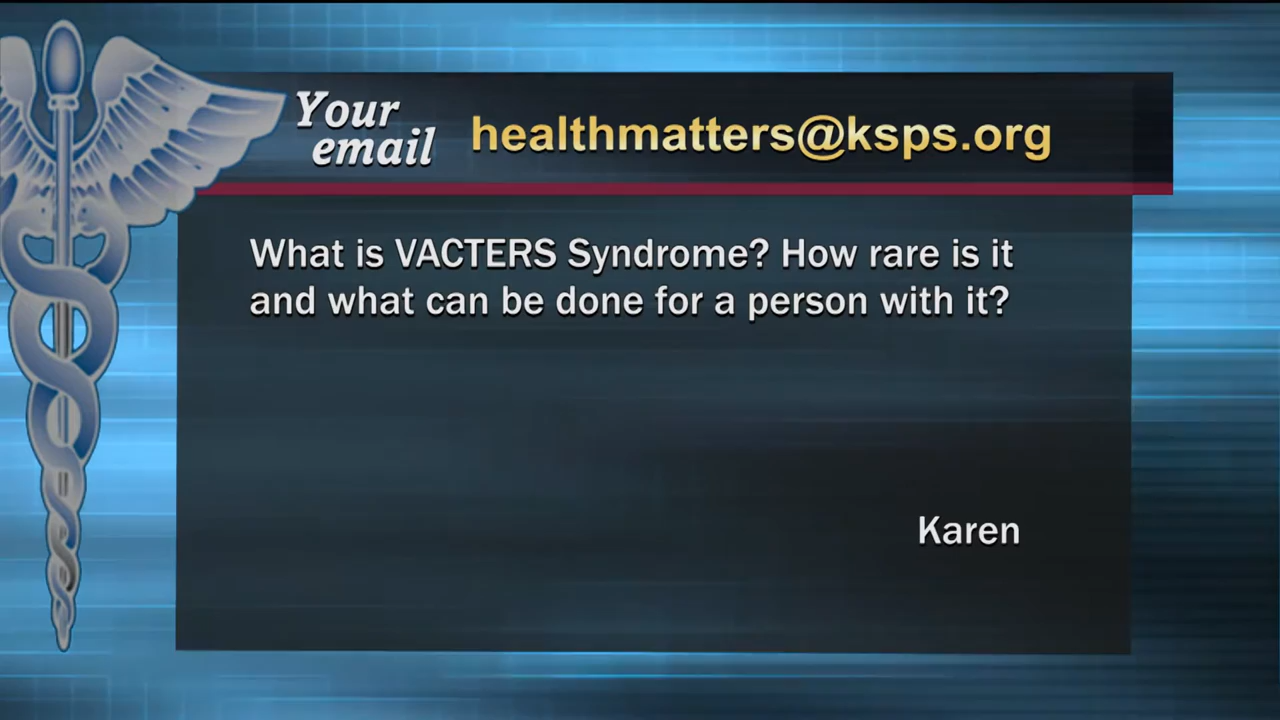 Your
email
healthmatters@ksps.org
What is VACTERS Syndrome? How rare is it
and what can be done for a person with it?
Karen